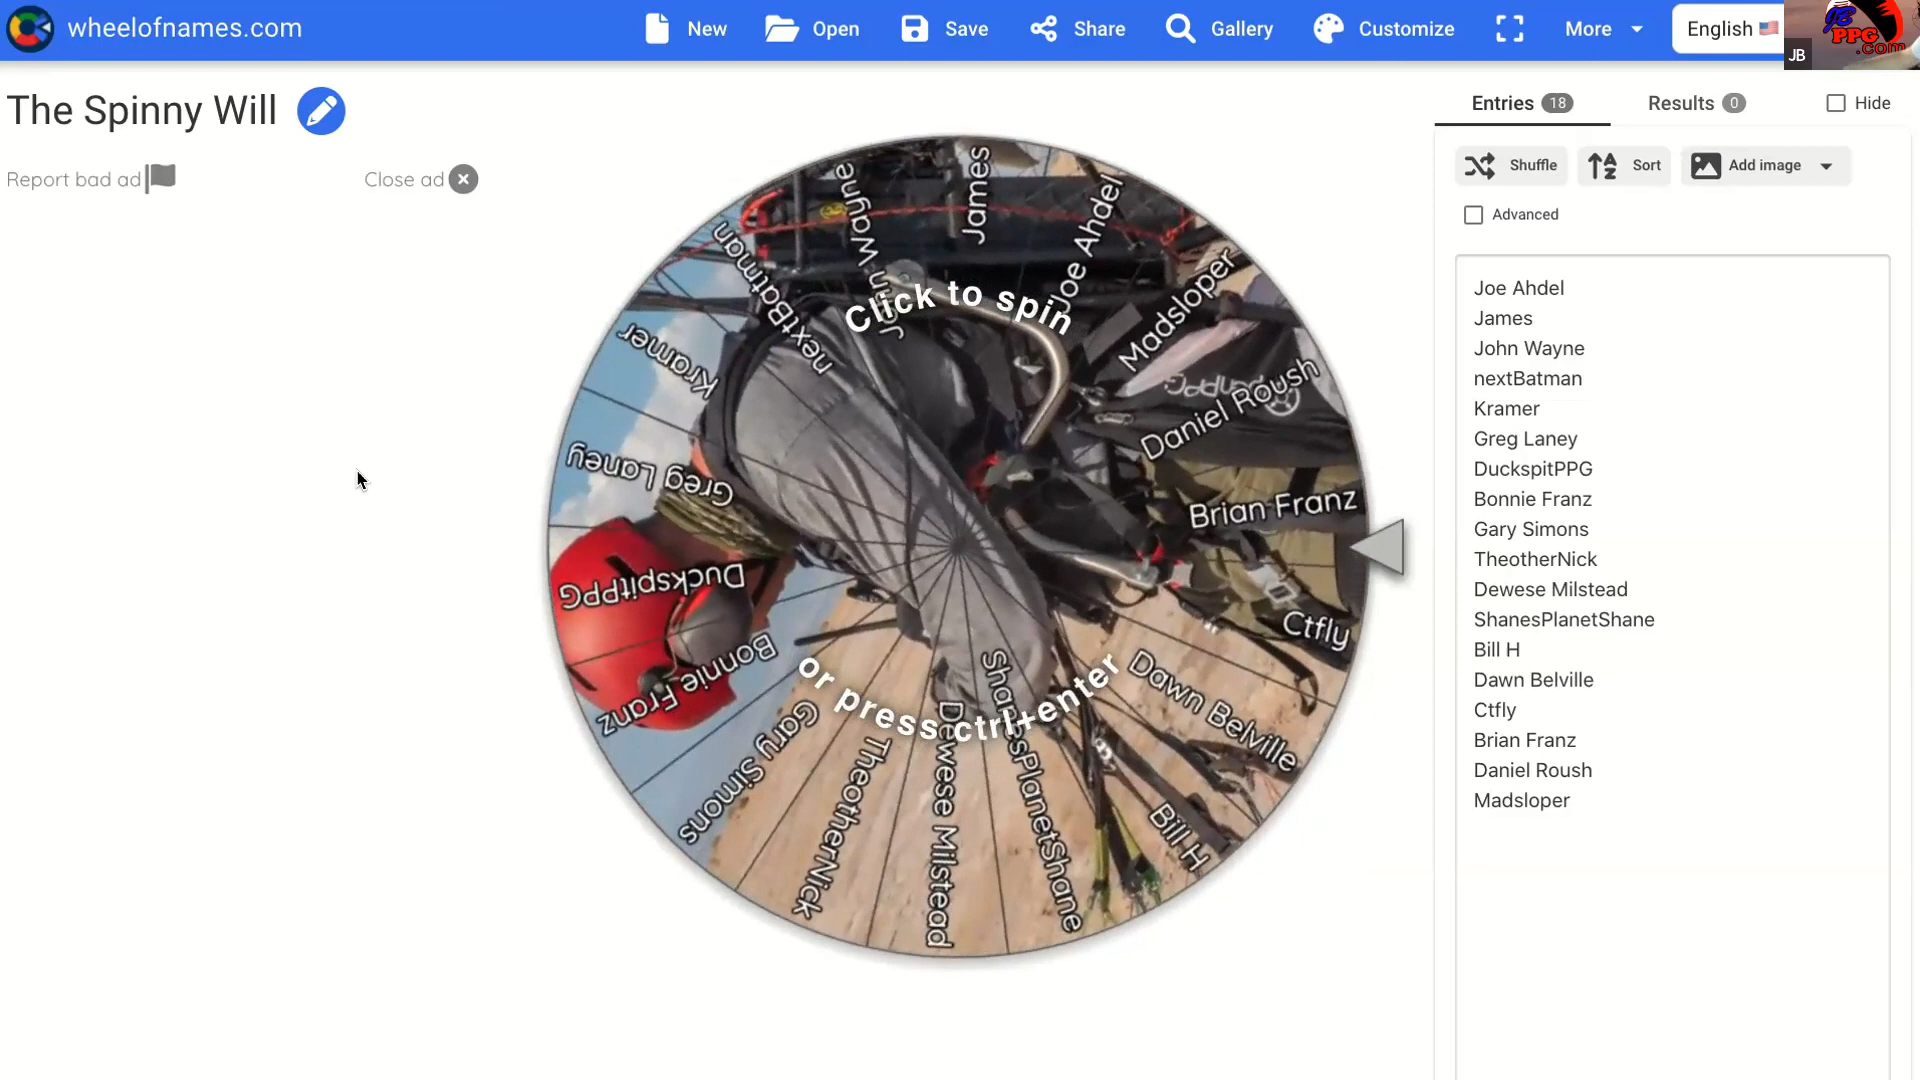 wheelofnames.com
New
Open
Save
Share
Gallery
Customize
More
English
JB
PPG
.com
JB
The Spinny Will
Report bad ad
Close ad
Entries 18
Results 0
Hide
Shuffle
Sort
Add image
Advanced
Joe Ahdel
James
John Wayne
nextBatman
Kramer
Greg Laney
DuckspitPPG
Bonnie Franz
Gary Simons
TheotherNick
Dewese Milstead
ShanesPlanetShane
Bill H
Dawn Belville
Ctfly
Brian Franz
Daniel Roush
Madsloper
Click to spin
or press ctrl+enter
James
Joe Ahdel
Madsloper
Daniel Roush
Brian Franz
Ctfly
Dawn Belville
Bill H
ShanesPlanetShane
Dewese Milstead
TheotherNick
Gary Simons
Bonnie Franz
DuckspitPPG
Greg Laney
Kramer
nextBatman
John Wayne